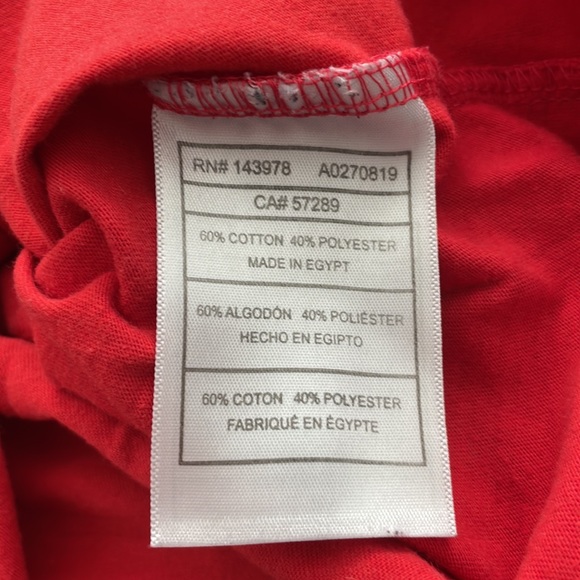 RN# 143978 A0270819
CA# 57289
60% COTTON 40% POLYESTER
MADE IN EGYPT
60% ALGODÓN 40% POLIÉSTER
HECHO EN EGIPTO
60% COTON 40% POLYESTER
FABRIQUÊ EN ÉGYPTE